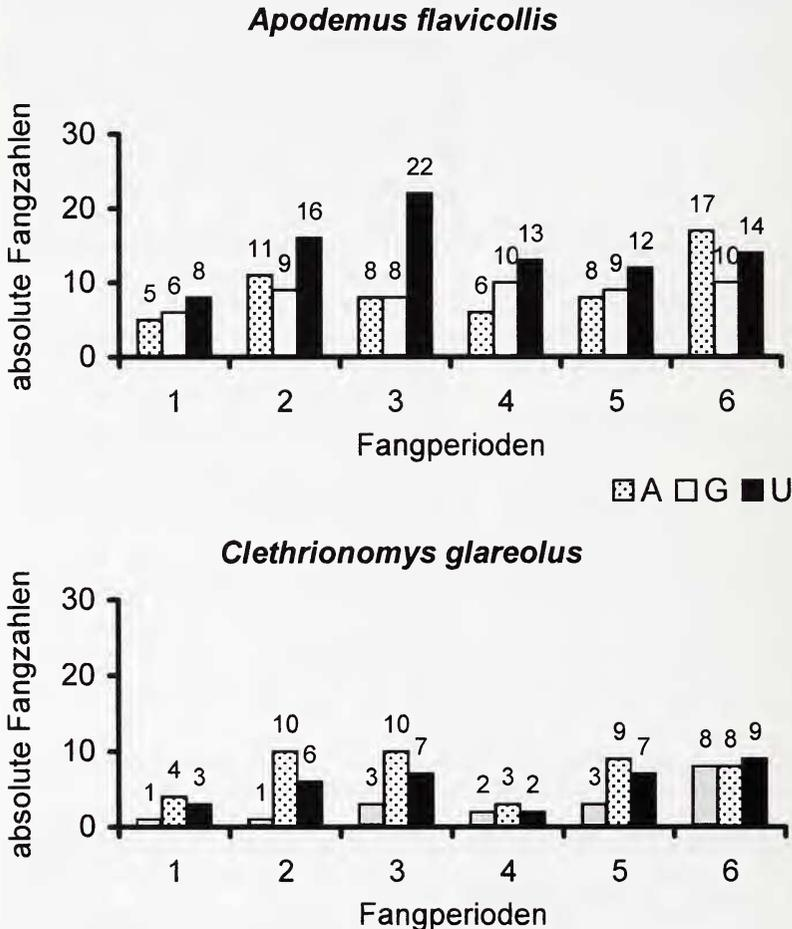 Apodemus flavicollis
absolute Fangzahlen
30
20
10
0
5 6 8 11 9 16 8 8 22 6 10 13 8 9 12 17 10 14
1 2 3 4 5 6
Fangperioden
A G U
Clethrionomys glareolus
absolute Fangzahlen
30
20
10
0
1 4 3 1 10 6 3 10 7 2 3 2 3 9 7 8 8 9
1 2 3 4 5 6
Fangperioden